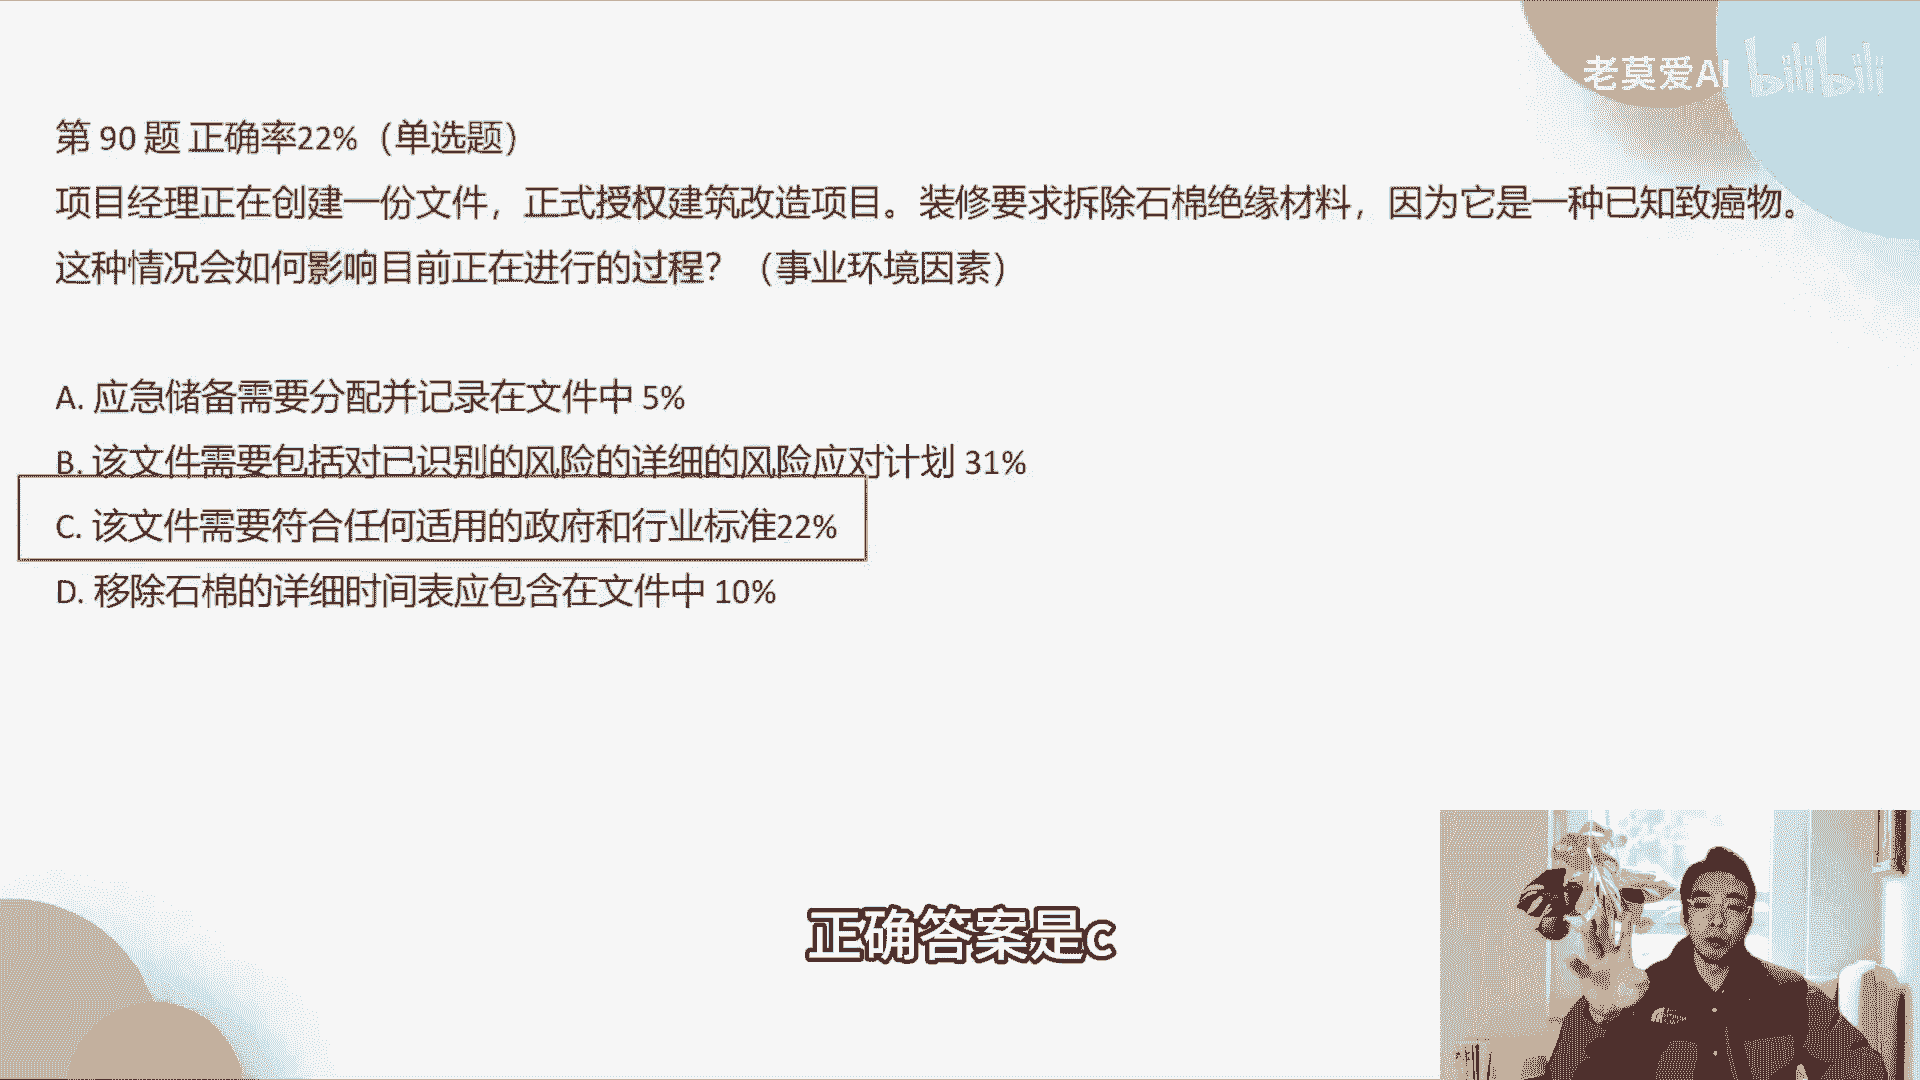 老莫爱AI bilibili
第 90 题 正确率22%（单选题）
项目经理正在创建一份文件，正式授权建筑改造项目。装修要求拆除石棉绝缘材料，因为它是一种已知致癌物。
这种情况会如何影响目前正在进行的过程？（事业环境因素）
A. 应急储备需要分配并记录在文件中 5%
B. 该文件需要包括对已识别的风险的详细的风险应对计划 31%
C. 该文件需要符合任何适用的政府和行业标准22%
D. 移除石棉的详细时间表应包含在文件中 10%
正确答案是c